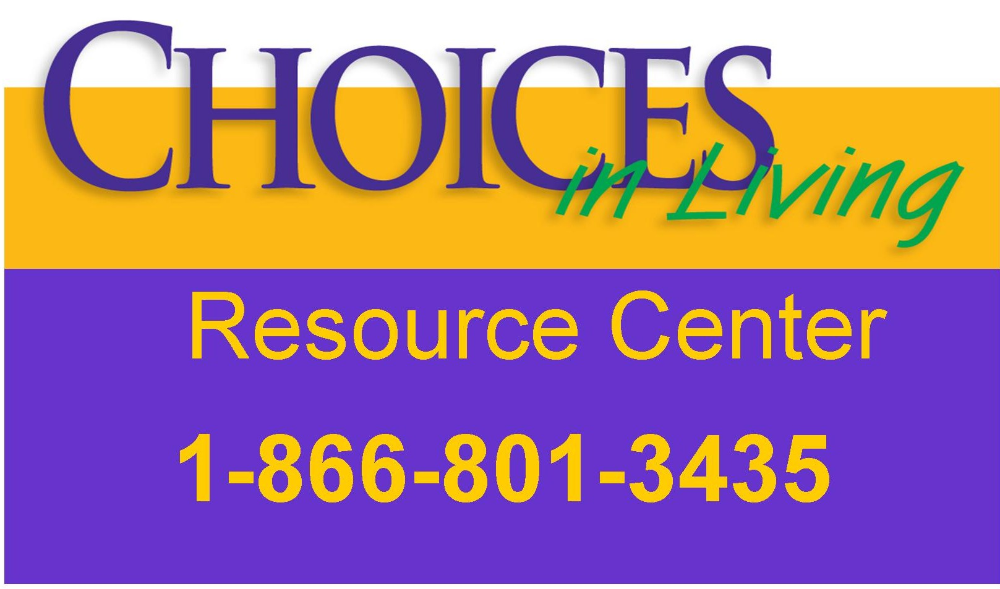 CHOICES
in Living
Resource Center
1-866-801-3435